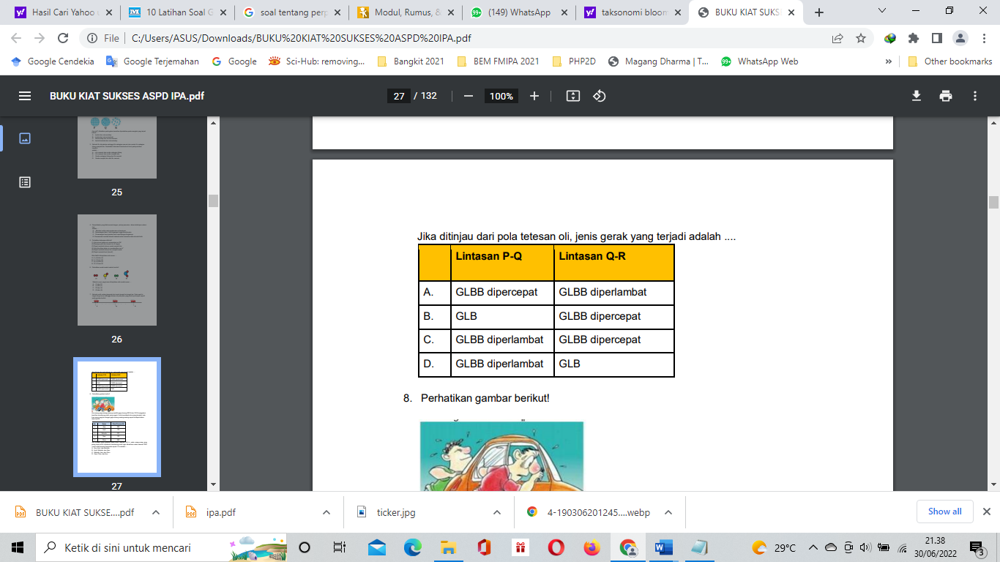 Hasil Cari Yahoo
10 Latihan Soal G
soal tentang perp
Modul, Rumus, &
(149) WhatsApp
taksonomi bloom
BUKU KIAT SUKS
File
C:/Users/ASUS/Downloads/BUKU%20KIAT%20SUKSES%20ASPD%20IPA.pdf
Google Cendekia
Google Terjemahan
Google
Sci-Hub: removing...
Bangkit 2021
BEM FMIPA 2021
PHP2D
Magang Dharma | T...
99+
WhatsApp Web
»
Other bookmarks
BUKU KIAT SUKSES ASPD IPA.pdf
27 / 132
100%
25
26
27
Jika ditinjau dari pola tetesan oli, jenis gerak yang terjadi adalah ....
Lintasan P-Q Lintasan Q-R
A. GLBB dipercepat GLBB diperlambat
B. GLB GLBB dipercepat
C. GLBB diperlambat GLBB dipercepat
D. GLBB diperlambat GLB
8. Perhatikan gambar berikut!
BUKU KIAT SUKSE....pdf
ipa.pdf
ticker.jpg
4-190306201245....webp
Show all
Ketik di sini untuk mencari
29°C
21.38
30/06/2022
3